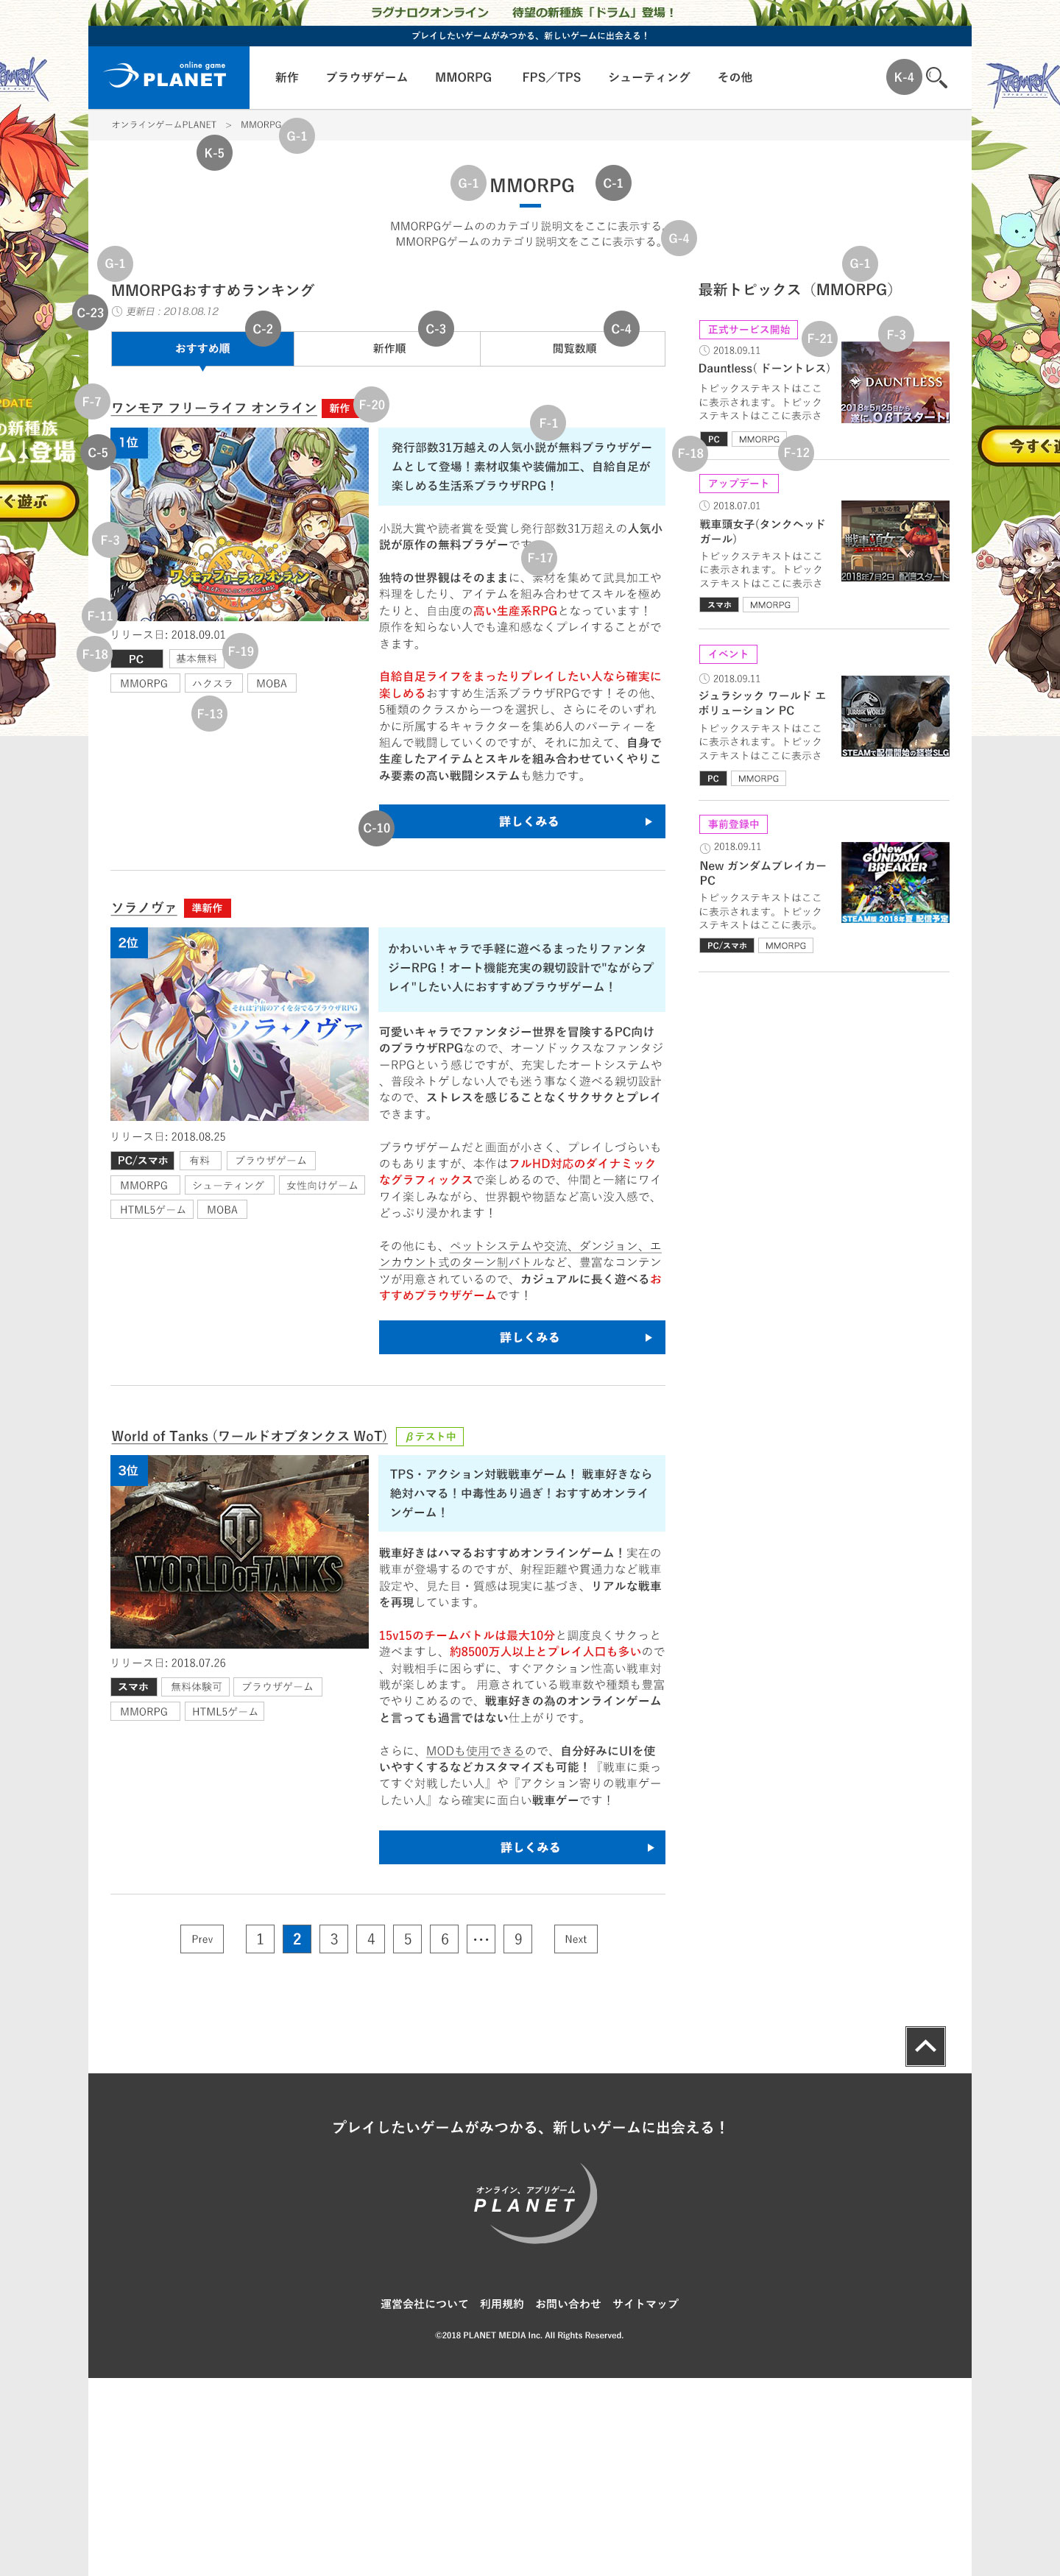 ラグナロクオンライン　待望の新種族「ドラム」登場！
プレイしたいゲームがみつかる、新しいゲームに出会える！
online game
PLANET
新作　ブラウザゲーム　MMORPG　FPS／TPS　シューティング　その他
K-4
RAGNAROK
RAGNAROK
オンラインゲームPLANET　>　MMORPG
G-1
K-5
G-1
MMORPG
C-1
MMORPGゲームののカテゴリ説明文をここに表示する。
MMORPGゲームのカテゴリ説明文をここに表示する。
G-4
G-1
MMORPGおすすめランキング
C-23
更新日 : 2018.08.12
C-2
C-3
C-4
おすすめ順
新作順
閲覧数順
F-7
ワンモア フリーライフ オンライン
新作
F-20
F-1
C-5
1位
ワンモアフリーライフオンライン
発行部数31万越えの人気小説が無料ブラウザゲー
ムとして登場！素材収集や装備加工、自給自足が
楽しめる生活系ブラウザRPG！
F-3
F-11
リリース日: 2018.09.01
F-18
PC
基本無料
F-19
MMORPG
ハクスラ
MOBA
F-13
小説大賞や読者賞を受賞し発行部数31万超えの人気小
説が原作の無料ブラゲーです
F-17
独特の世界観はそのままに、素材を集めて武具加工や
料理をしたり、アイテムを組み合わせてスキルを極め
たりと、自由度の高い生産系RPGとなっています！
原作を知らない人でも違和感なくプレイすることがで
きます。
自給自足ライフをまったりプレイしたい人なら確実に
楽しめるおすすめ生活系ブラウザRPGです！その他、
5種類のクラスから一つを選択し、さらにそのいずれ
かに所属するキャラクターを集め6人のパーティーを
組んで戦闘していくのですが、それに加えて、自身で
生産したアイテムとスキルを組み合わせていくやりこ
み要素の高い戦闘システムも魅力です。
C-10
詳しくみる
ソラノヴァ
準新作
2位
それは宇宙のアイを奏でるブラウザRPG
ソラ・ノヴァ
リリース日: 2018.08.25
PC/スマホ
有料
ブラウザゲーム
MMORPG
シューティング
女性向けゲーム
HTML5ゲーム
MOBA
かわいいキャラで手軽に遊べるまったりファンタ
ジーRPG！オート機能充実の親切設計で"ながらプ
レイ"したい人におすすめブラウザゲーム！
可愛いキャラでファンタジー世界を冒険するPC向け
のブラウザRPGなので、オーソドックスなファンタジ
ーRPGという感じですが、充実したオートシステムや
、普段ネトゲしない人でも迷う事なく遊べる親切設計
なので、ストレスを感じることなくサクサクとプレイ
できます。
ブラウザゲームだと画面が小さく、プレイしづらいも
のもありますが、本作はフルHD対応のダイナミック
なグラフィックスで楽しめるので、仲間と一緒にワイ
ワイ楽しみながら、世界観や物語など高い没入感で、
どっぷり浸かれます！
その他にも、ペットシステムや交流、ダンジョン、エ
ンカウント式のターン制バトルなど、豊富なコンテン
ツが用意されているので、カジュアルに長く遊べるお
すすめブラウザゲームです！
詳しくみる
World of Tanks (ワールドオブタンクス WoT)
βテスト中
3位
WORLD OF TANKS
リリース日: 2018.07.26
スマホ
無料体験可
ブラウザゲーム
MMORPG
HTML5ゲーム
TPS・アクション対戦戦車ゲーム！ 戦車好きなら
絶対ハマる！中毒性あり過ぎ！おすすめオンライ
ンゲーム！
戦車好きはハマるおすすめオンラインゲーム！実在の
戦車が登場するのですが、射程距離や貫通力など戦車
設定や、見た目・質感は現実に基づき、リアルな戦車
を再現しています。
15v15のチームバトルは最大10分と調度良くサクっと
遊べますし、約8500万人以上とプレイ人口も多いので
、対戦相手に困らずに、すぐアクション性高い戦車対
戦が楽しめます。 用意されている戦車数や種類も豊富
でやりこめるので、戦車好きの為のオンラインゲーム
と言っても過言ではない仕上がりです。
さらに、MODも使用できるので、自分好みにUIを使
いやすくするなどカスタマイズも可能！『戦車に乗っ
てすぐ対戦したい人』や『アクション寄りの戦車ゲー
したい人』なら確実に面白い戦車ゲーです！
詳しくみる
Prev 1 2 3 4 5 6 ・・・ 9 Next
G-1
最新トピックス（MMORPG）
正式サービス開始
F-21
F-3
2018.09.11
Dauntless( ドーントレス)
トピックステキストはここ
に表示されます。トピック
ステキストはここに表示さ
DAUNTLESS
2018年5月25日から
遂にOβTスタート!
F-18
PC
MMORPG
F-12
アップデート
2018.07.01
戦車頭女子(タンクヘッド
ガール)
トピックステキストはここ
に表示されます。トピック
ステキストはここに表示さ
戦車頭女子
2018年7月2日 配信スタート
スマホ
MMORPG
イベント
2018.09.11
ジュラシック ワールド エ
ボリューション PC
トピックステキストはここ
に表示されます。トピック
ステキストはここに表示さ
JURASSIC WORLD
STEAMで配信開始の経営SLG
PC
MMORPG
事前登録中
2018.09.11
New ガンダムブレイカー
PC
トピックステキストはここ
に表示されます。トピック
ステキストはここに表示。
New
GUNDAM
BREAKER
STEAM版 2018年夏 配信予定
PC/スマホ
MMORPG
PDATE
の新種族
ム」登場
ぐ遊ぶ
今すぐ遊
プレイしたいゲームがみつかる、新しいゲームに出会える！
オンライン、アプリゲーム
PLANET
運営会社について　利用規約　お問い合わせ　サイトマップ
©2018 PLANET MEDIA Inc. All Rights Reserved.